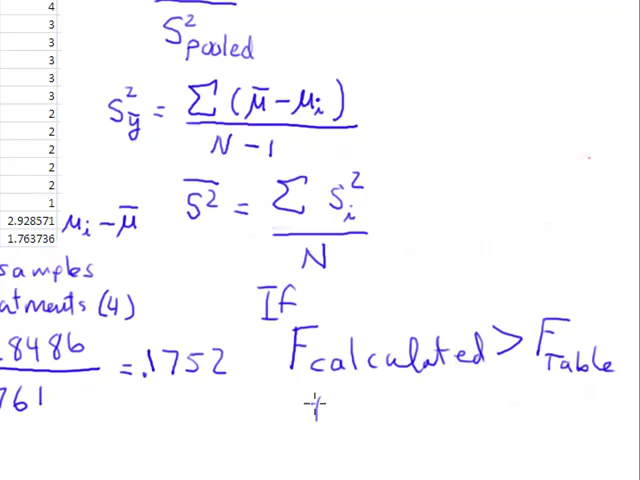 4
3
3
3
3
S²pooled
2
2
2
2
2
1
2.928571
1.763736
S²ȳ = Σ (μ̄ - μi) / N - 1
μi - μ̄
S̄² = Σ Si² / N
samples
atments (4)
8486 / 761 = .1752
If
Fcalculated > FTable